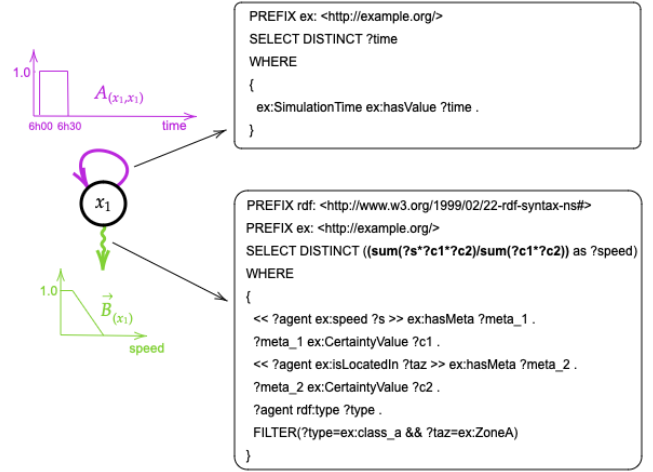 1.0
A(x₁,x₁)
6h00 6h30
time
x₁
1.0
B⃗(x₁)
speed
PREFIX ex: <http://example.org/>
SELECT DISTINCT ?time
WHERE
{
ex:SimulationTime ex:hasValue ?time .
}
PREFIX rdf: <http://www.w3.org/1999/02/22-rdf-syntax-ns#>
PREFIX ex: <http://example.org/>
SELECT DISTINCT ((sum(?s*?c1*?c2)/sum(?c1*?c2)) as ?speed)
WHERE
{
<< ?agent ex:speed ?s >> ex:hasMeta ?meta_1 .
?meta_1 ex:CertaintyValue ?c1 .
<< ?agent ex:isLocatedIn ?taz >> ex:hasMeta ?meta_2 .
?meta_2 ex:CertaintyValue ?c2 .
?agent rdf:type ?type .
FILTER(?type=ex:class_a && ?taz=ex:ZoneA)
}